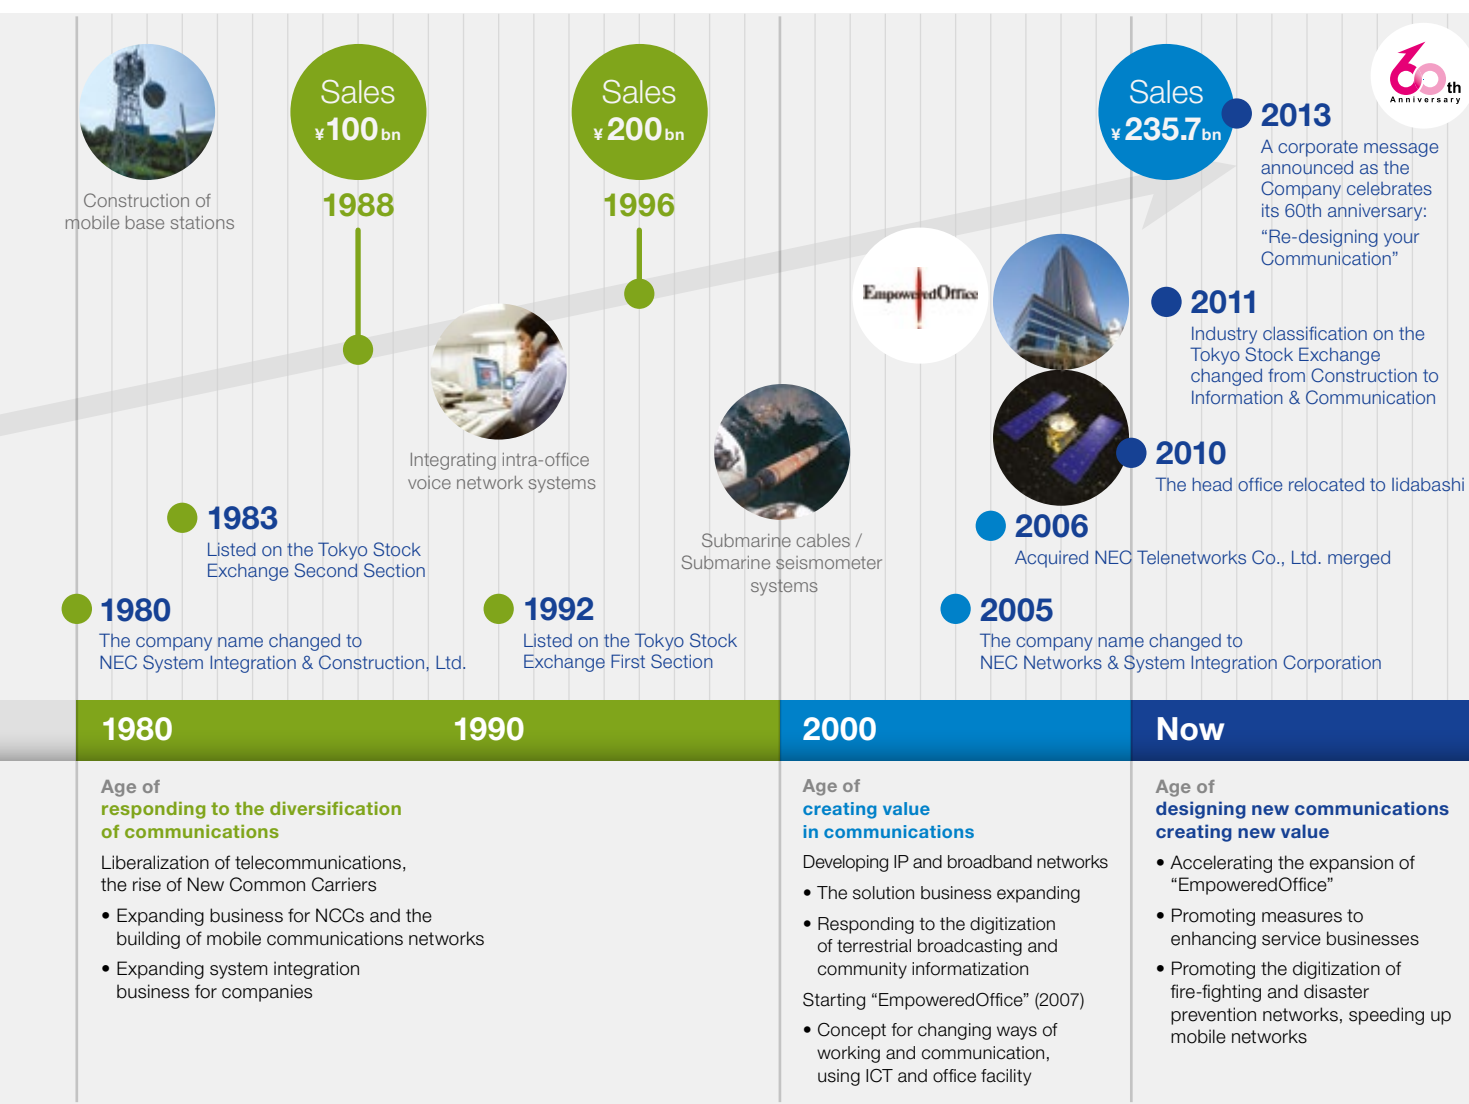 Construction of
mobile base stations
Sales
¥100bn
1988
Sales
¥200bn
1996
Sales
¥235.7bn
60th
Anniversary
2013
A corporate message
announced as the
Company celebrates
its 60th anniversary:
“Re-designing your
Communication”
EmpoweredOffice
2011
Industry classification on the
Tokyo Stock Exchange
changed from Construction to
Information & Communication
Integrating intra-office
voice network systems
2010
The head office relocated to Iidabashi
1983
Listed on the Tokyo Stock
Exchange Second Section
Submarine cables /
Submarine seismometer
systems
2006
Acquired NEC Telenetworks Co., Ltd. merged
1980
The company name changed to
NEC System Integration & Construction, Ltd.
1992
Listed on the Tokyo Stock
Exchange First Section
2005
The company name changed to
NEC Networks & System Integration Corporation
1980
1990
2000
Now
Age of
responding to the diversification
of communications
Liberalization of telecommunications,
the rise of New Common Carriers
• Expanding business for NCCs and the
building of mobile communications networks
• Expanding system integration
business for companies
Age of
creating value
in communications
Developing IP and broadband networks
• The solution business expanding
• Responding to the digitization
of terrestrial broadcasting and
community informatization
Starting “EmpoweredOffice” (2007)
• Concept for changing ways of
working and communication,
using ICT and office facility
Age of
designing new communications
creating new value
• Accelerating the expansion of
“EmpoweredOffice”
• Promoting measures to
enhancing service businesses
• Promoting the digitization of
fire-fighting and disaster
prevention networks, speeding up
mobile networks